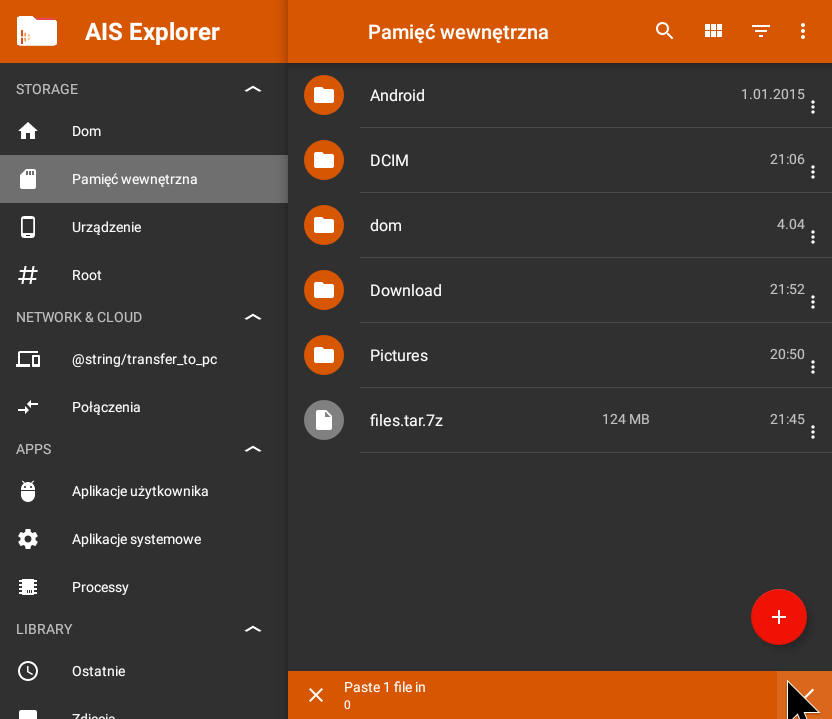 AIS Explorer
Pamięć wewnętrzna
STORAGE
Dom
Pamięć wewnętrzna
Urządzenie
Root
NETWORK & CLOUD
@string/transfer_to_pc
Połączenia
APPS
Aplikacje użytkownika
Aplikacje systemowe
Processy
LIBRARY
Ostatnie
Zdjęcia
Android 1.01.2015
DCIM 21:06
dom 4.04
Download 21:52
Pictures 20:50
files.tar.7z 124 MB 21:45
Paste 1 file in
0